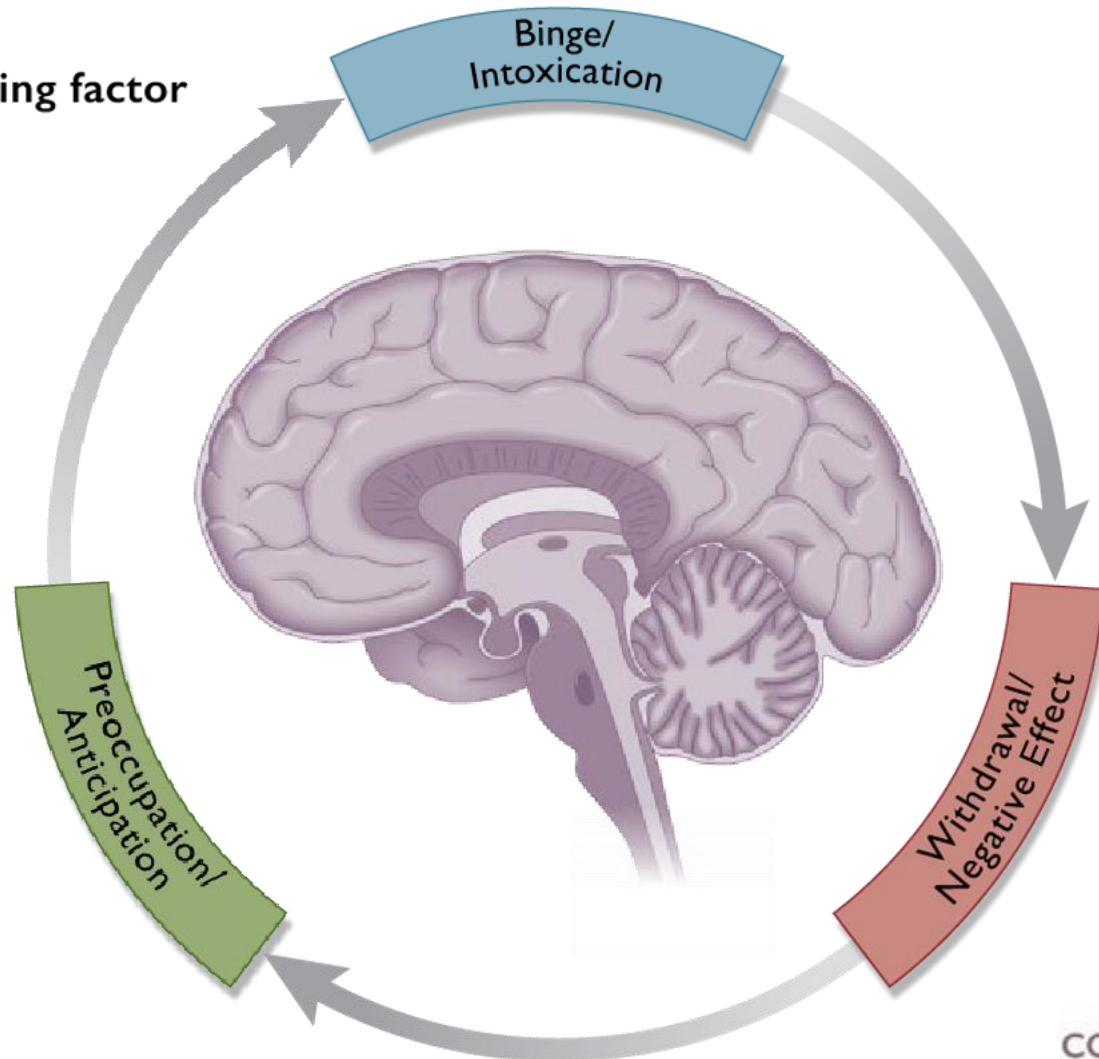 Binge/
Intoxication
ing factor
Withdrawal/
Negative Effect
Preoccupation/
Anticipation